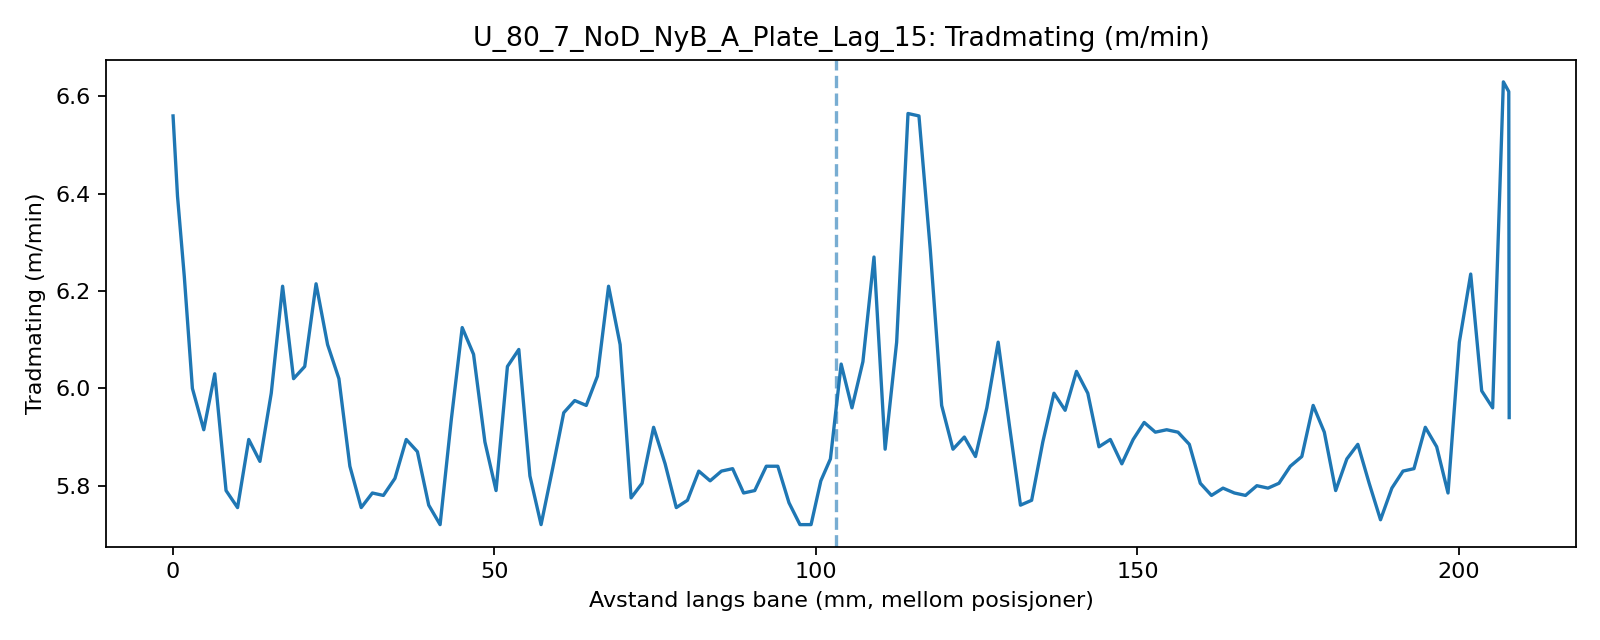 U_80_7_NoD_NyB_A_Plate_Lag_15: Tradmating (m/min)
Tradmating (m/min)
6.6
6.4
6.2
6.0
5.8
0 50 100 150 200
Avstand langs bane (mm, mellom posisjoner)